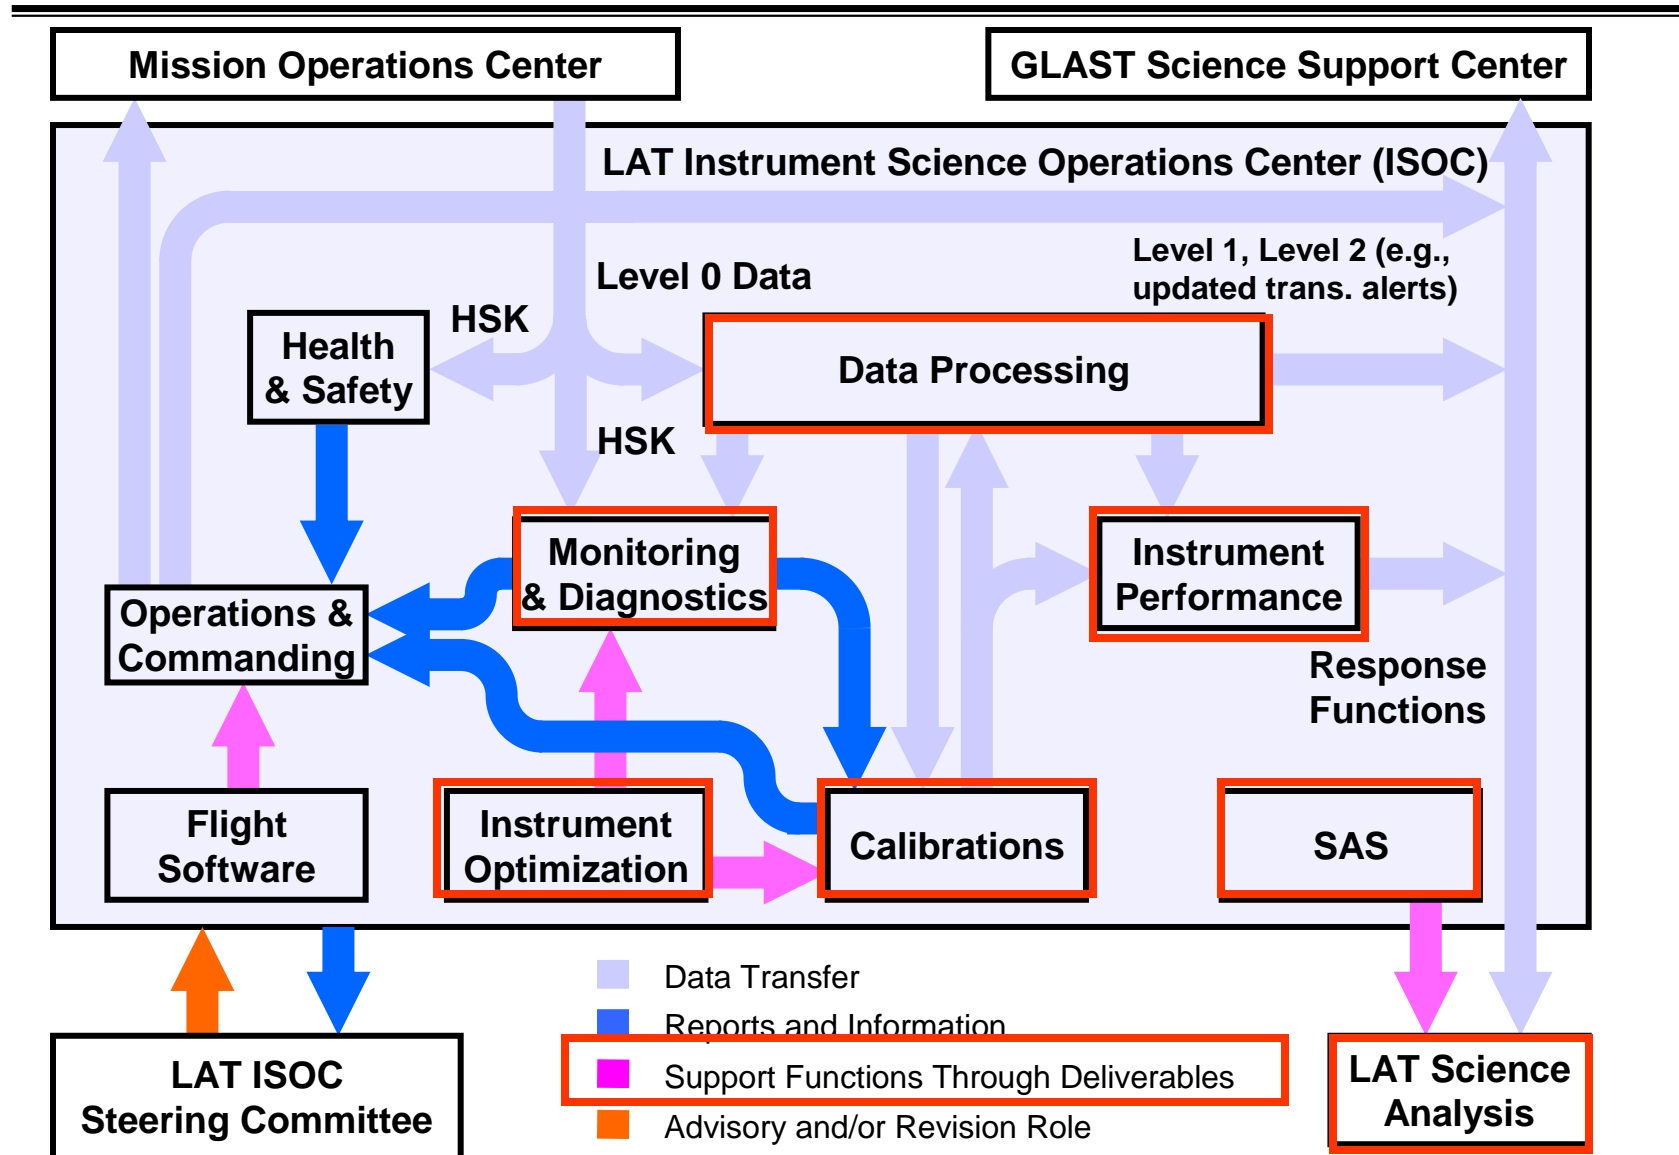 Mission Operations Center
GLAST Science Support Center
LAT Instrument Science Operations Center (ISOC)
Level 1, Level 2 (e.g.,
updated trans. alerts)
Level 0 Data
HSK
Health
& Safety
Data Processing
HSK
Monitoring
& Diagnostics
Instrument
Performance
Operations &
Commanding
Response
Functions
Flight
Software
Instrument
Optimization
Calibrations
SAS
Data Transfer
Reports and Information
Support Functions Through Deliverables
Advisory and/or Revision Role
LAT ISOC
Steering Committee
LAT Science
Analysis